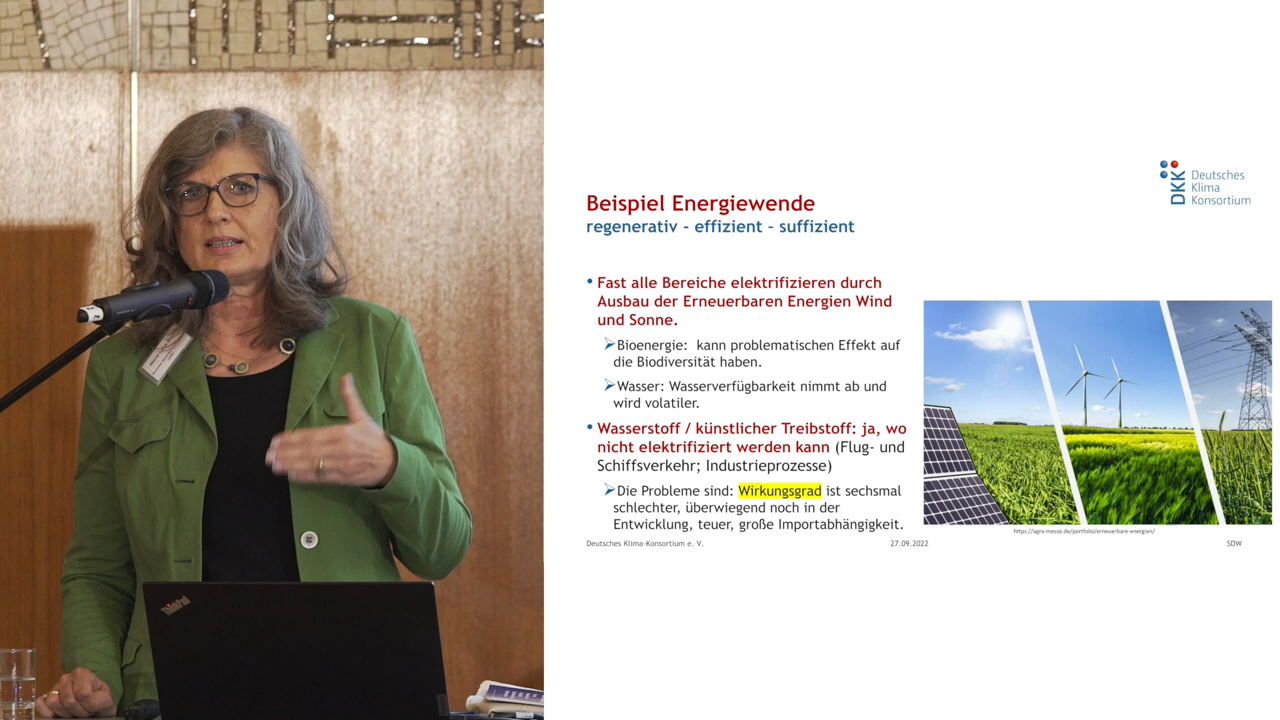 Deutsches
Klima
Konsortium
DKK
Beispiel Energiewende
regenerativ - effizient - suffizient
• Fast alle Bereiche elektrifizieren durch
Ausbau der Erneuerbaren Energien Wind
und Sonne.
Bioenergie: kann problematischen Effekt auf
die Biodiversität haben.
Wasser: Wasserverfügbarkeit nimmt ab und
wird volatiler.
• Wasserstoff / künstlicher Treibstoff: ja, wo
nicht elektrifiziert werden kann (Flug- und
Schiffsverkehr; Industrieprozesse)
Die Probleme sind: Wirkungsgrad ist sechsmal
schlechter, überwiegend noch in der
Entwicklung, teuer, große Importabhängigkeit.
https://agra-messe.de/portfolio/erneuerbare-energien/
Deutsches Klima-Konsortium e. V. 27.09.2022 SDW
ThinkPad